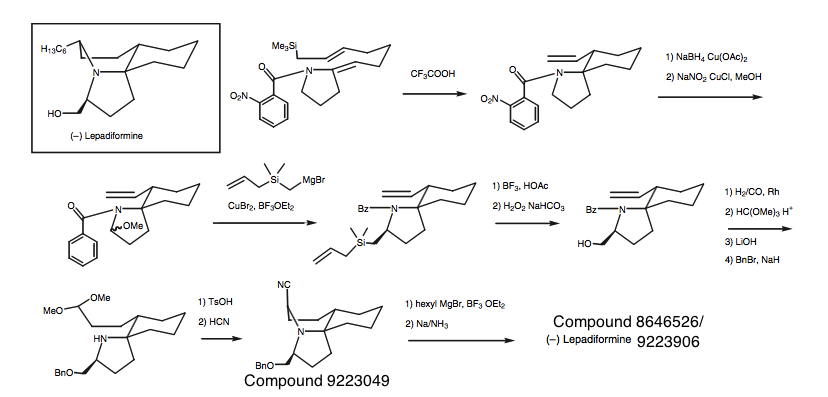 H13C6
N
HO
(−) Lepadiformine
Me3Si
O
N
O2N
CF3COOH
O
N
O2N
1) NaBH4 Cu(OAc)2
2) NaNO2 CuCl, MeOH
O
N
OMe
Si
MgBr
CuBr2, BF3OEt2
Bz
N
Si
1) BF3, HOAc
2) H2O2 NaHCO3
Bz
N
HO
1) H2/CO, Rh
2) HC(OMe)3 H+
3) LiOH
4) BnBr, NaH
OMe
MeO
HN
BnO
1) TsOH
2) HCN
NC
N
BnO
Compound 9223049
1) hexyl MgBr, BF3 OEt2
2) Na/NH3
Compound 8646526/
(−) Lepadiformine 9223906